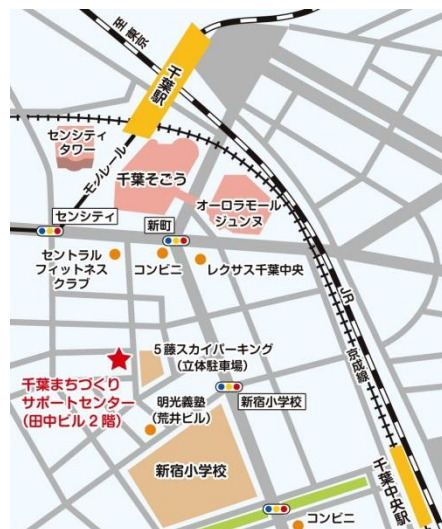 至東京
千葉駅
センシティ
タワー
モノレール
千葉そごう
オーロラモール
ジュンヌ
センシティ
新町
セントラル
フィットネス
クラブ
コンビニ
レクサス千葉中央
JR
京成線
5藤スカイパーキング
(立体駐車場)
千葉まちづくり
サポートセンター
(田中ビル2階)
明光義塾
(荒井ビル)
新宿小学校
新宿小学校
千葉中央駅
コンビニ